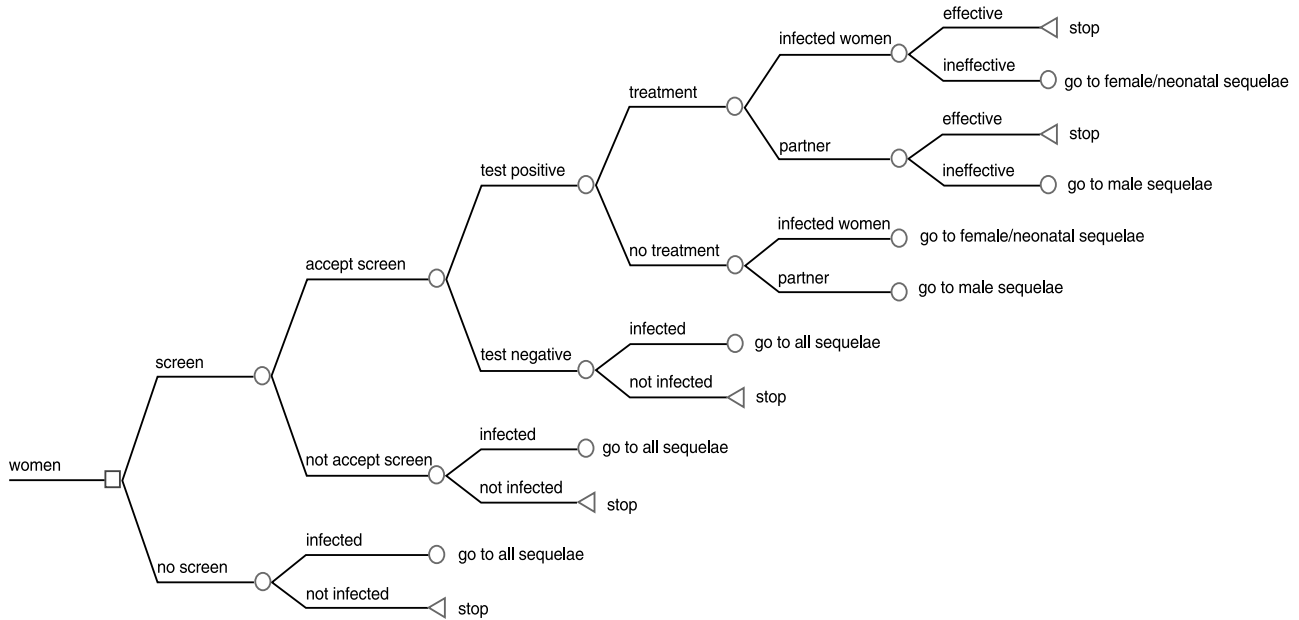 effective
stop
infected women
ineffective
go to female/neonatal sequelae
treatment
effective
stop
partner
ineffective
go to male sequelae
test positive
infected women
go to female/neonatal sequelae
no treatment
partner
go to male sequelae
accept screen
infected
go to all sequelae
test negative
not infected
stop
screen
infected
go to all sequelae
not accept screen
not infected
stop
women
infected
go to all sequelae
no screen
not infected
stop